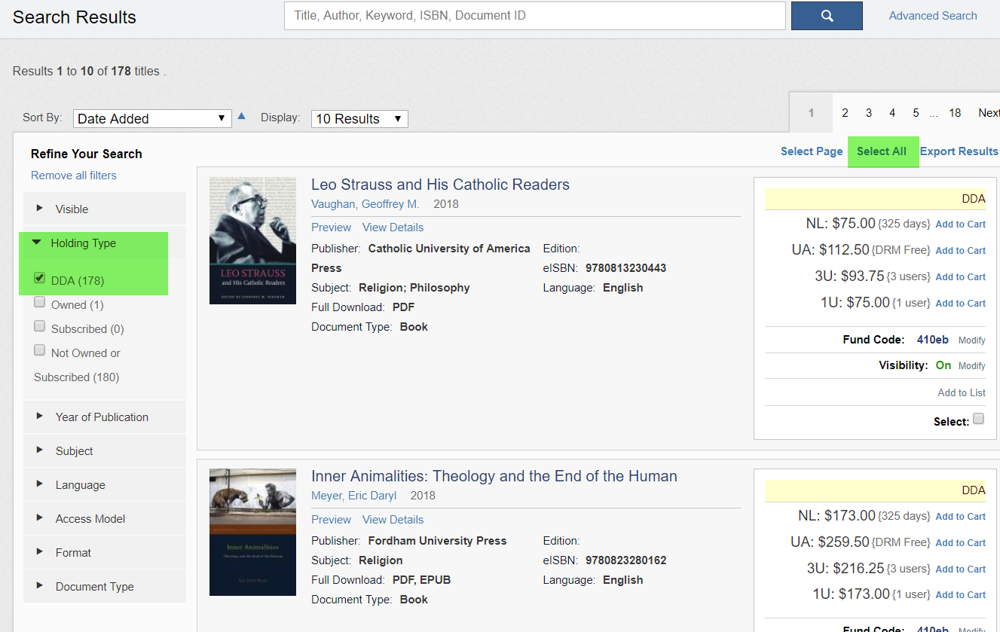 Search Results
Title, Author, Keyword, ISBN, Document ID
Advanced Search
Results 1 to 10 of 178 titles .
Sort By: Date Added
Display: 10 Results
1 2 3 4 5 ... 18 Next
Select Page Select All Export Results
Refine Your Search
Remove all filters
Visible
Holding Type
DDA (178)
Owned (1)
Subscribed (0)
Not Owned or
Subscribed (180)
Year of Publication
Subject
Language
Access Model
Format
Document Type
LEO STRAUSS
and His Catholic Readers
EDITED BY GEOFFREY M. VAUGHAN
Leo Strauss and His Catholic Readers
Vaughan, Geoffrey M. 2018
Preview View Details
Publisher: Catholic University of America
Press
Subject: Religion; Philosophy
Full Download: PDF
Document Type: Book
Edition:
eISBN: 9780813230443
Language: English
DDA
NL: $75.00 {325 days} Add to Cart
UA: $112.50 {DRM Free} Add to Cart
3U: $93.75 {3 users} Add to Cart
1U: $75.00 {1 user} Add to Cart
Fund Code: 410eb Modify
Visibility: On Modify
Add to List
Select:
Inner Animalities
Theology and the End of the Human
Eric Daryl Meyer
Inner Animalities: Theology and the End of the Human
Meyer, Eric Daryl 2018
Preview View Details
Publisher: Fordham University Press
Subject: Religion
Full Download: PDF, EPUB
Document Type: Book
Edition:
eISBN: 9780823280162
Language: English
DDA
NL: $173.00 {325 days} Add to Cart
UA: $259.50 {DRM Free} Add to Cart
3U: $216.25 {3 users} Add to Cart
1U: $173.00 {1 user} Add to Cart
Fund Code: 410eb Modify